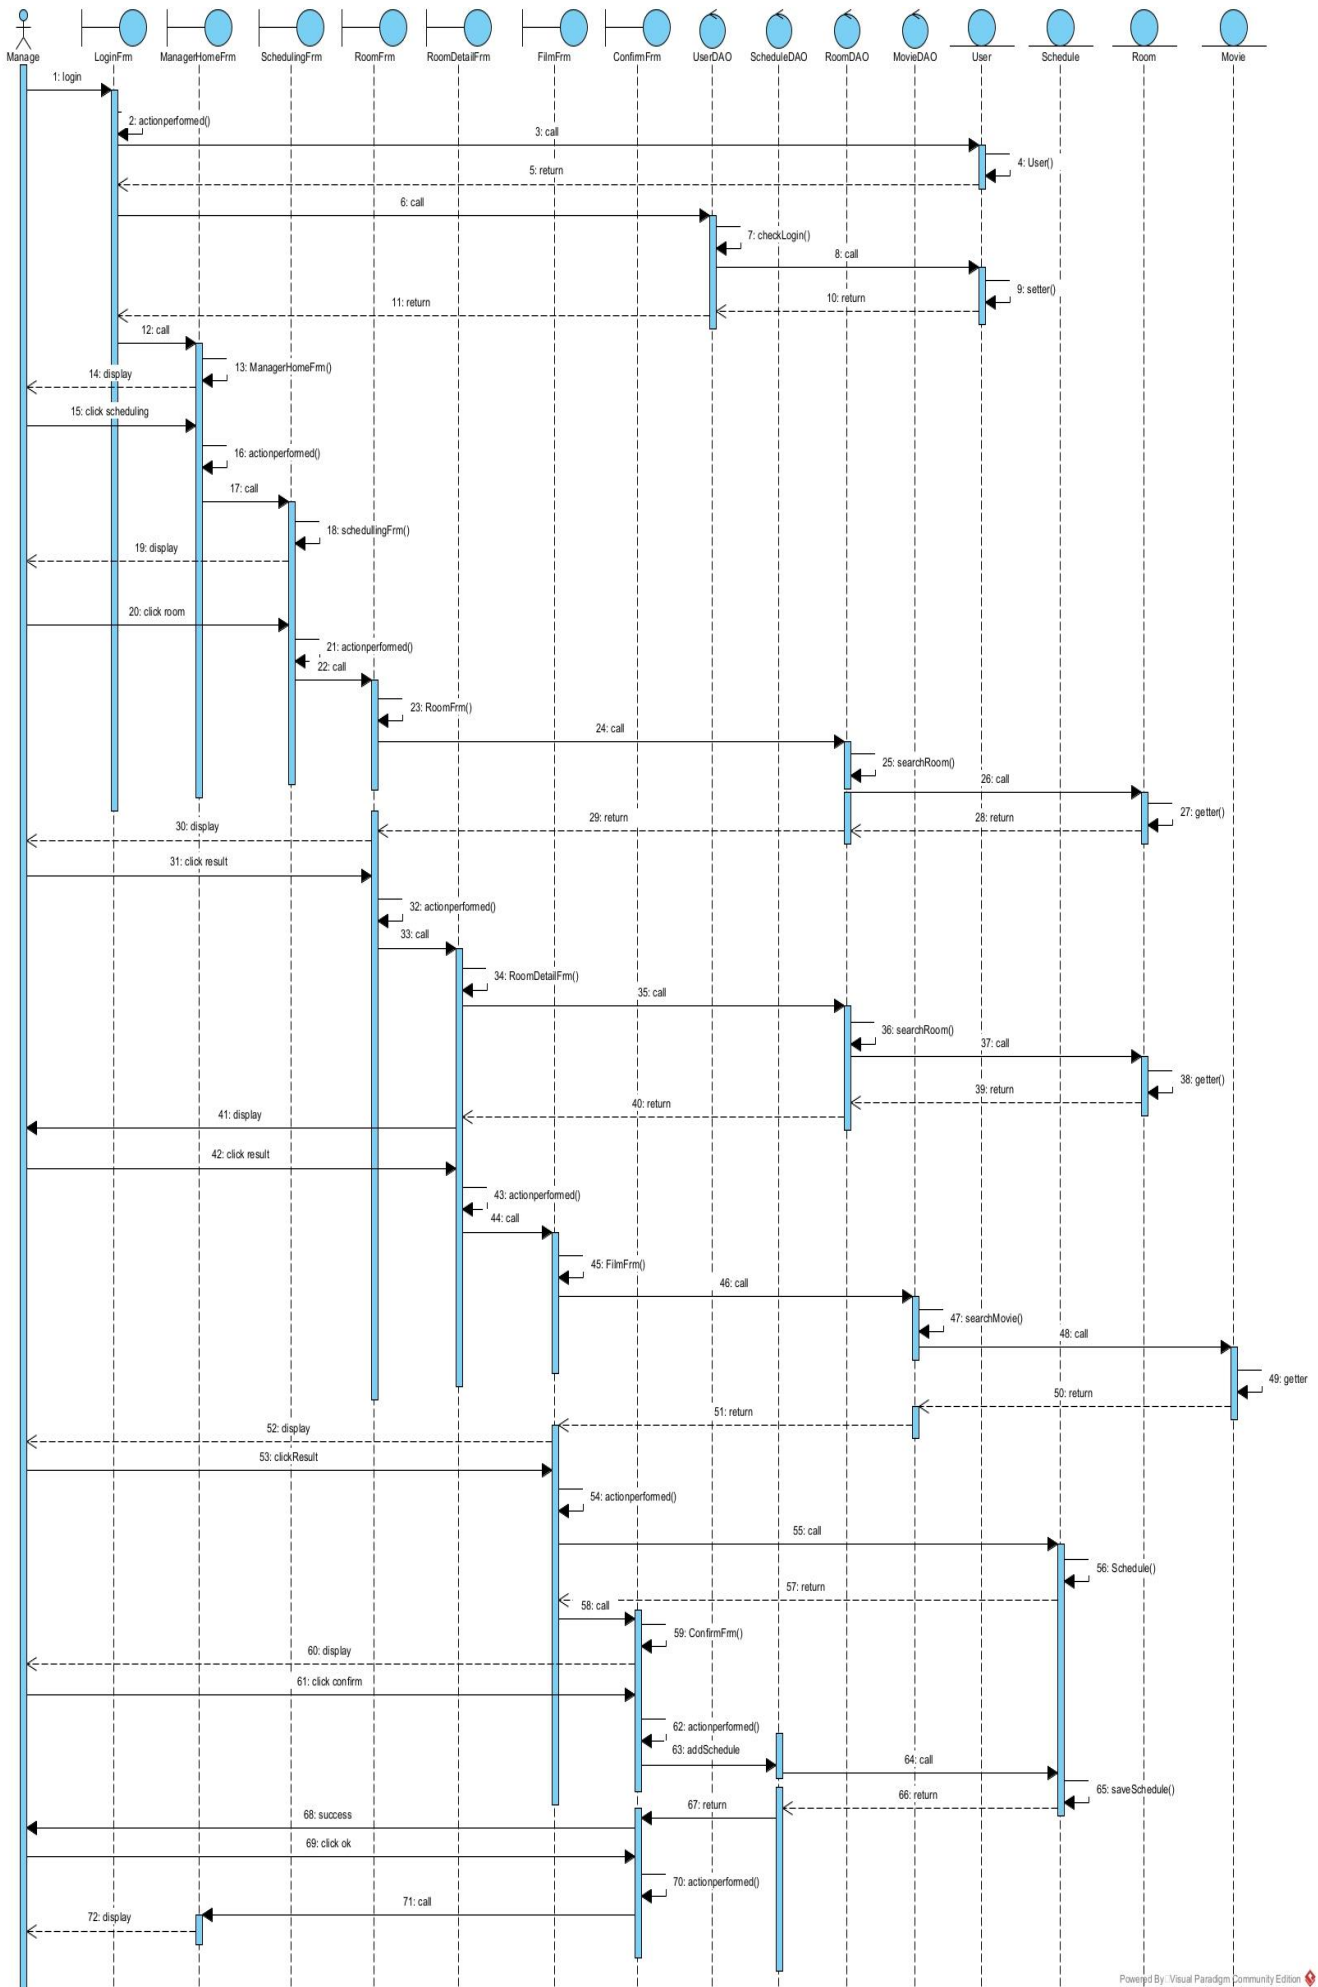 Manage LoginFrm ManagerHomeFrm SchedulingFrm RoomFrm RoomDetailFrm FilmFrm ConfirmFrm UserDAO ScheduleDAO RoomDAO MovieDAO User Schedule Room Movie
1: login
2: actionperformed()
3: call
4: User()
5: return
6: call
7: checkLogin()
8: call
9: setter()
10: return
11: return
12: call
13: ManagerHomeFrm()
14: display
15: click scheduling
16: actionperformed()
17: call
18: schedullingFrm()
19: display
20: click room
21: actionperformed()
22: call
23: RoomFrm()
24: call
25: searchRoom()
26: call
27: getter()
28: return
29: return
30: display
31: click result
32: actionperformed()
33: call
34: RoomDetailFrm()
35: call
36: searchRoom()
37: call
38: getter()
39: return
40: return
41: display
42: click result
43: actionperformed()
44: call
45: FilmFrm()
46: call
47: searchMovie()
48: call
49: getter
50: return
51: return
52: display
53: clickResult
54: actionperformed()
55: call
56: Schedule()
57: return
58: call
59: ConfirmFrm()
60: display
61: click confirm
62: actionperformed()
63: addSchedule
64: call
65: saveSchedule()
66: return
67: return
68: success
69: click ok
70: actionperformed()
71: call
72: display
Powered By Visual Paradigm Community Edition